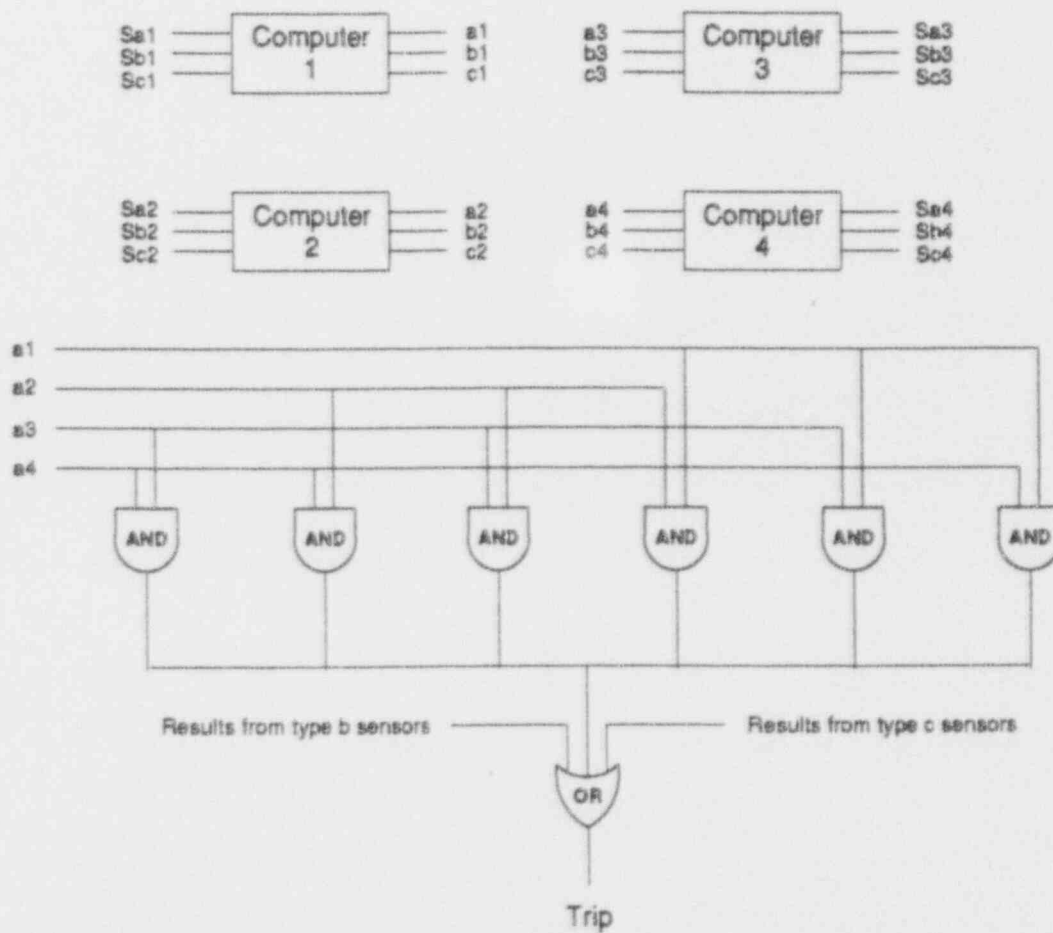 Sa1 Computer a1 a3 Computer Sa3
Sb1 1 b1 b3 3 Sb3
Sc1 c1 c3 Sc3
Sa2 Computer a2 a4 Computer Sa4
Sb2 2 b2 b4 4 Sb4
Sc2 c2 c4 Sc4
a1
a2
a3
a4
AND AND AND AND AND AND
Results from type b sensors Results from type c sensors
OR
Trip